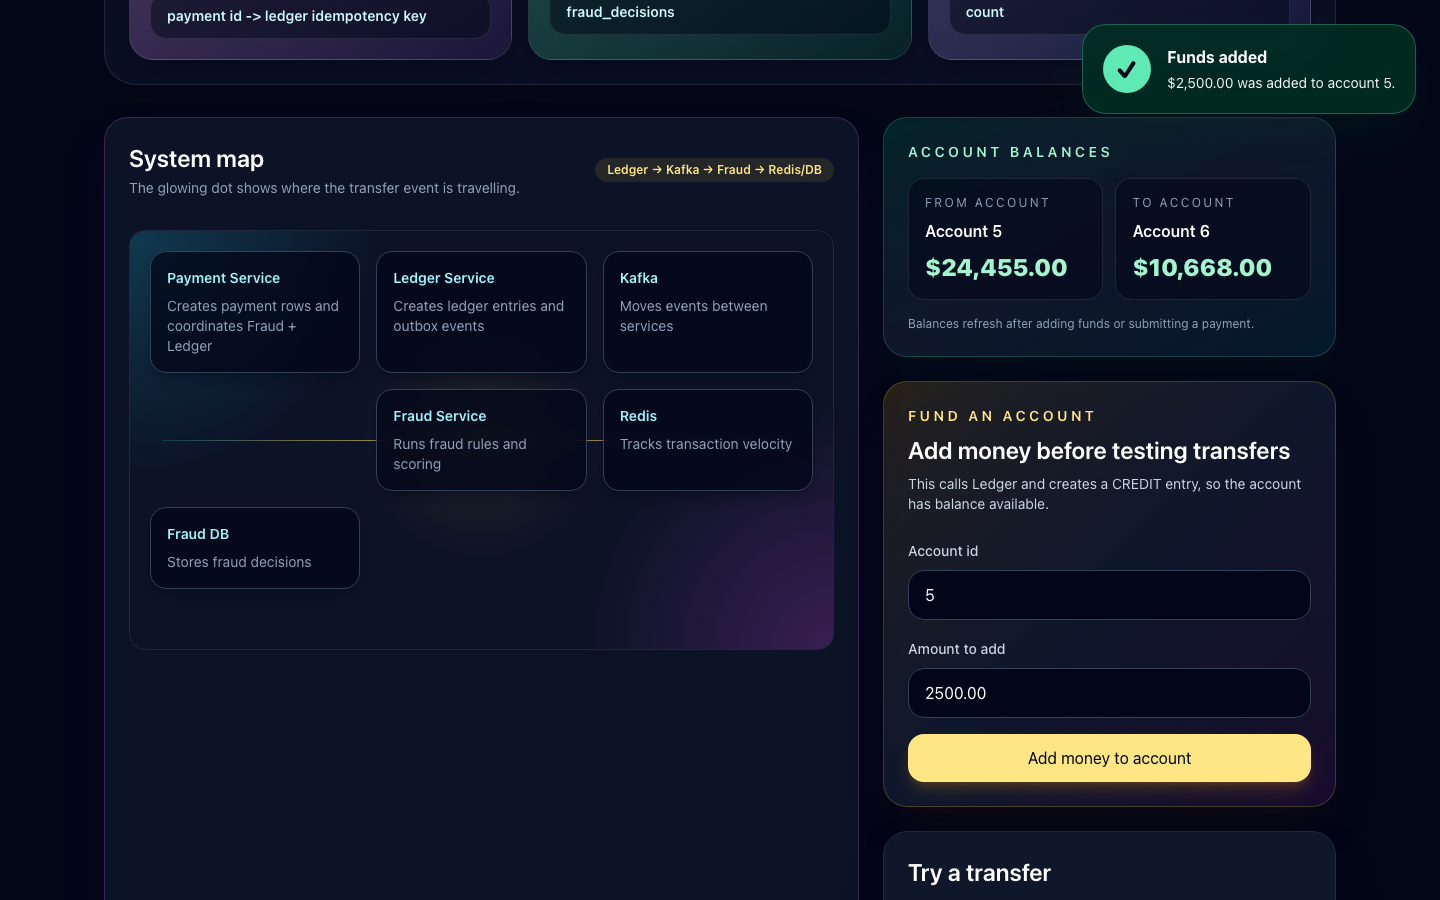 payment id -> ledger idempotency key
fraud_decisions
count
Funds added
$2,500.00 was added to account 5.
System map
The glowing dot shows where the transfer event is travelling.
Ledger → Kafka → Fraud → Redis/DB
Payment Service
Creates payment rows and
coordinates Fraud +
Ledger
Ledger Service
Creates ledger entries and
outbox events
Kafka
Moves events between
services
Fraud Service
Runs fraud rules and
scoring
Redis
Tracks transaction velocity
Fraud DB
Stores fraud decisions
ACCOUNT BALANCES
FROM ACCOUNT
Account 5
$24,455.00
TO ACCOUNT
Account 6
$10,668.00
Balances refresh after adding funds or submitting a payment.
FUND AN ACCOUNT
Add money before testing transfers
This calls Ledger and creates a CREDIT entry, so the account
has balance available.
Account id
5
Amount to add
2500.00
Add money to account
Try a transfer